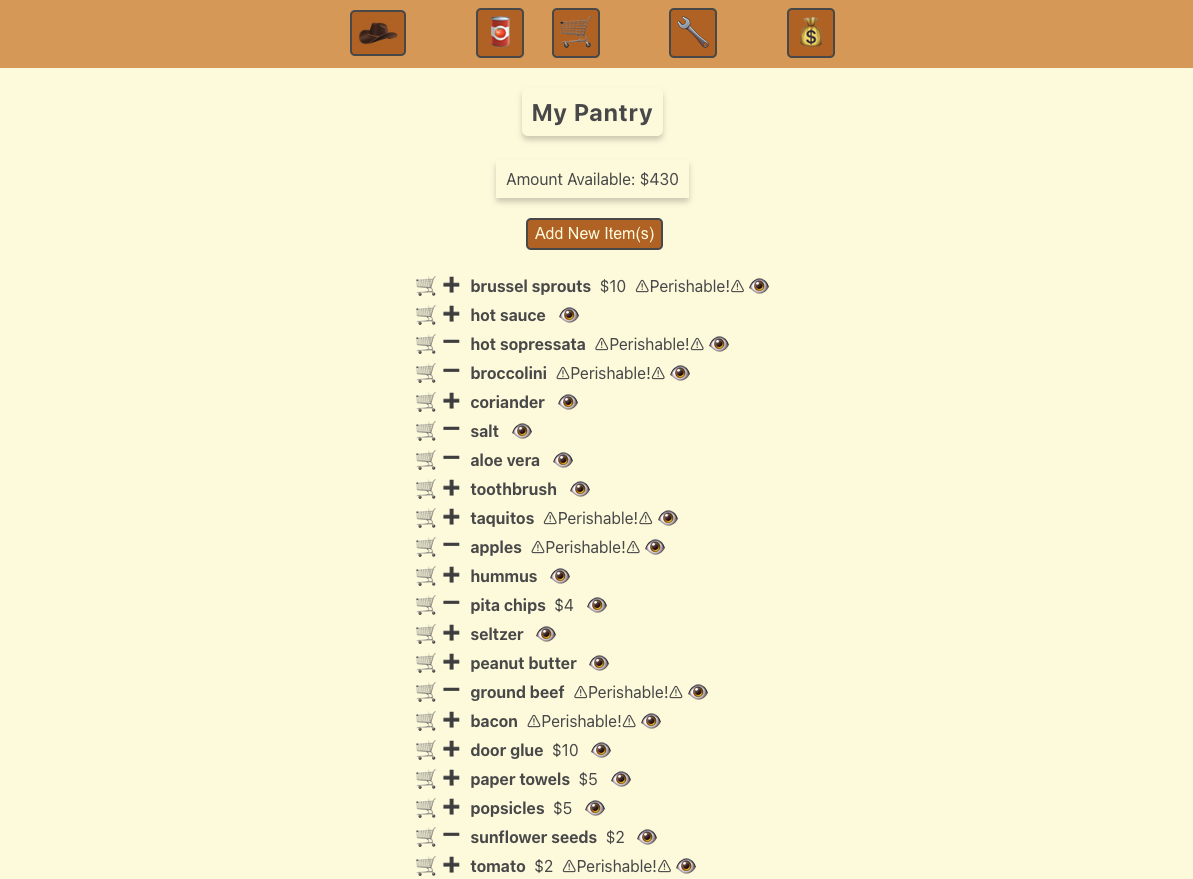 My Pantry
Amount Available: $430
Add New Item(s)
🛒 ➕ brussel sprouts $10 ⚠Perishable!⚠ 👁
🛒 ➕ hot sauce 👁
🛒 ➖ hot sopressata ⚠Perishable!⚠ 👁
🛒 ➖ broccolini ⚠Perishable!⚠ 👁
🛒 ➕ coriander 👁
🛒 ➖ salt 👁
🛒 ➖ aloe vera 👁
🛒 ➕ toothbrush 👁
🛒 ➕ taquitos ⚠Perishable!⚠ 👁
🛒 ➖ apples ⚠Perishable!⚠ 👁
🛒 ➕ hummus 👁
🛒 ➖ pita chips $4 👁
🛒 ➕ seltzer 👁
🛒 ➕ peanut butter 👁
🛒 ➖ ground beef ⚠Perishable!⚠ 👁
🛒 ➕ bacon ⚠Perishable!⚠ 👁
🛒 ➕ door glue $10 👁
🛒 ➕ paper towels $5 👁
🛒 ➕ popsicles $5 👁
🛒 ➖ sunflower seeds $2 👁
🛒 ➕ tomato $2 ⚠Perishable!⚠ 👁